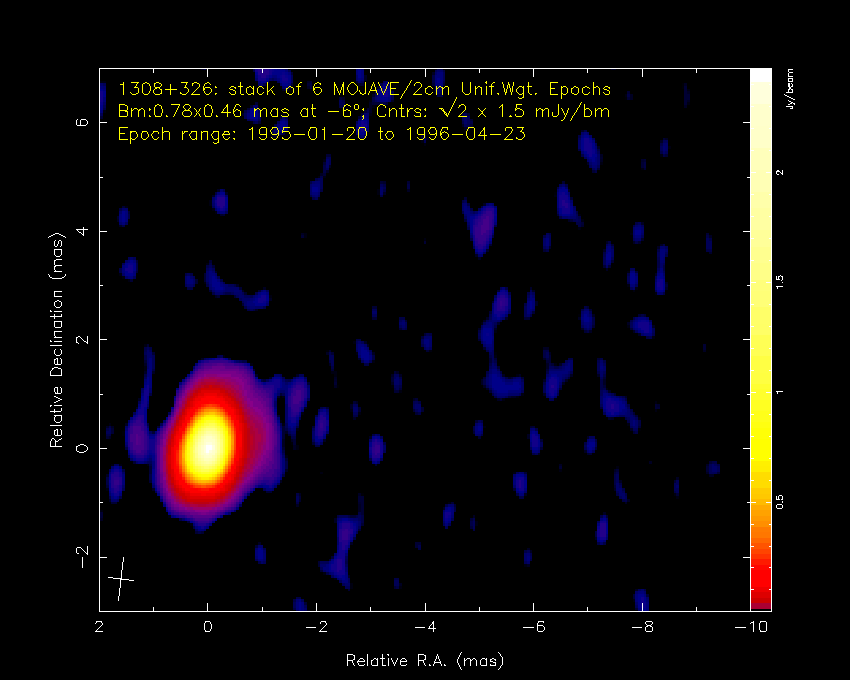 1308+326: stack of 6 MOJAVE/2cm Unif.Wgt. Epochs
Bm:0.78x0.46 mas at −6°; Cntrs: √2 x 1.5 mJy/bm
Epoch range: 1995−01−20 to 1996−04−23
Jy/beam
2
1.5
1
0.5
6
4
2
0
−2
Relative Declination (mas)
2 0 −2 −4 −6 −8 −10
Relative R.A. (mas)